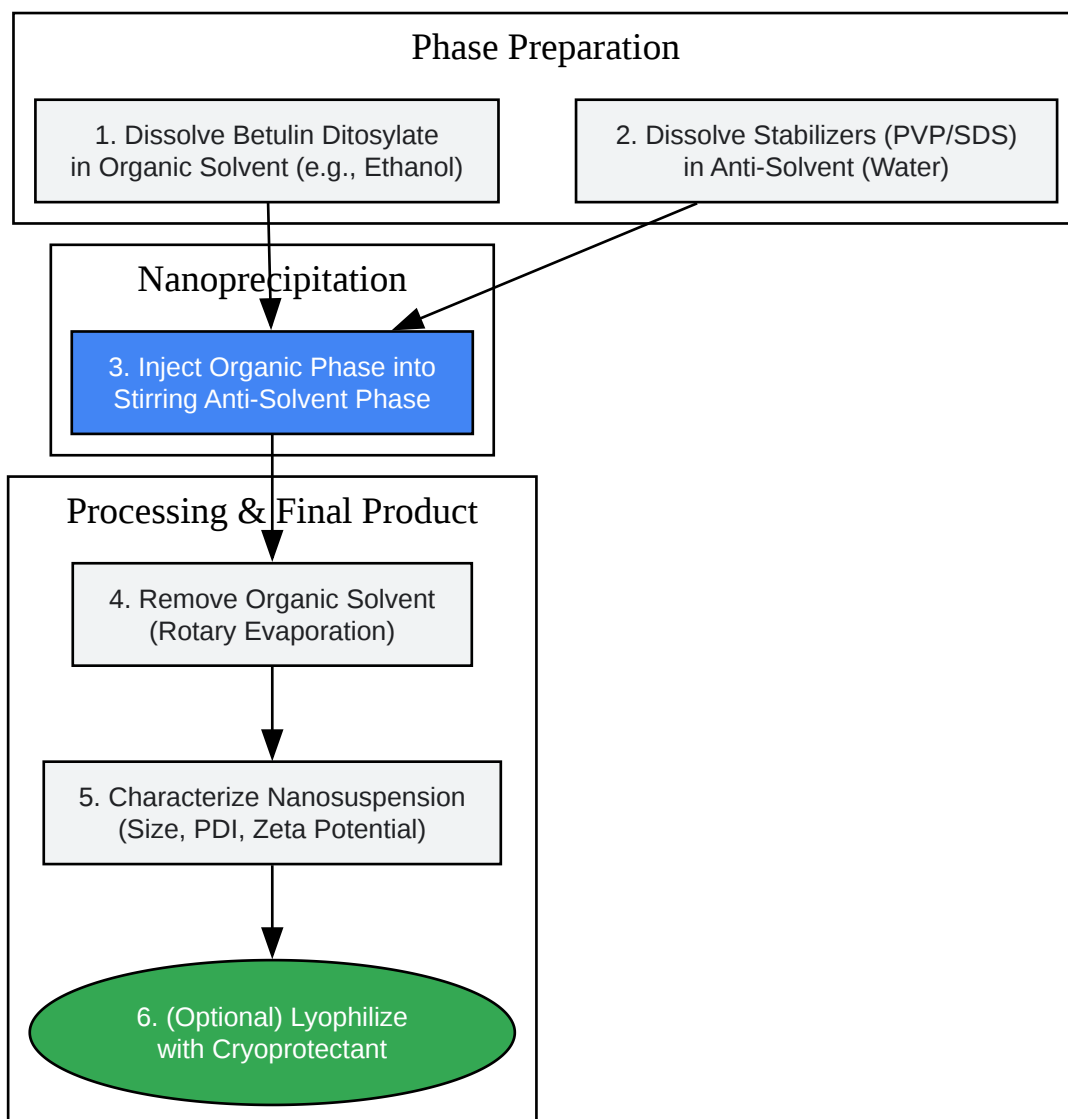 Phase Preparation
1. Dissolve Betulin Ditosylate
in Organic Solvent (e.g., Ethanol)
2. Dissolve Stabilizers (PVP/SDS)
in Anti-Solvent (Water)
Nanoprecipitation
3. Inject Organic Phase into
Stirring Anti-Solvent Phase
Processing & Final Product
4. Remove Organic Solvent
(Rotary Evaporation)
5. Characterize Nanosuspension
(Size, PDI, Zeta Potential)
6. (Optional) Lyophilize
with Cryoprotectant